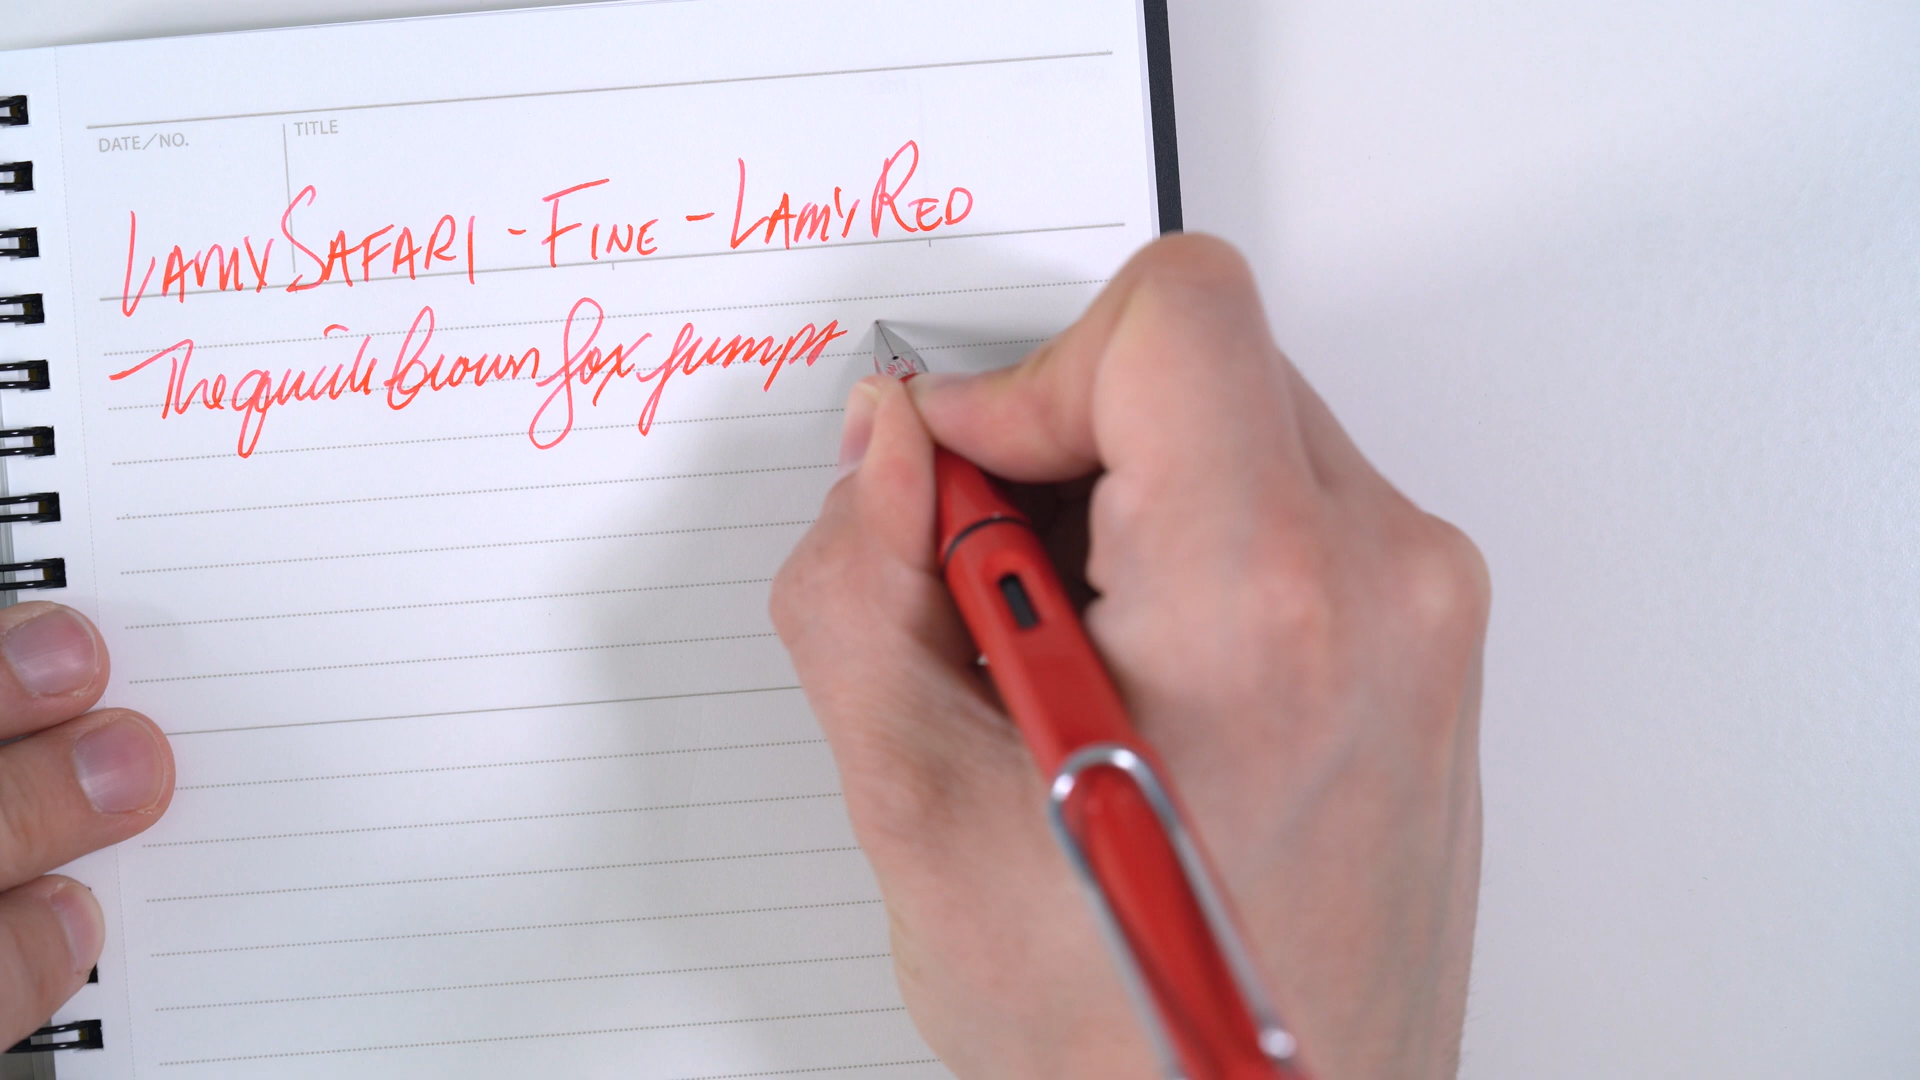 DATE/NO.
TITLE
LAMY SAFARI - FINE - LAMY RED
The quick brown fox jumps